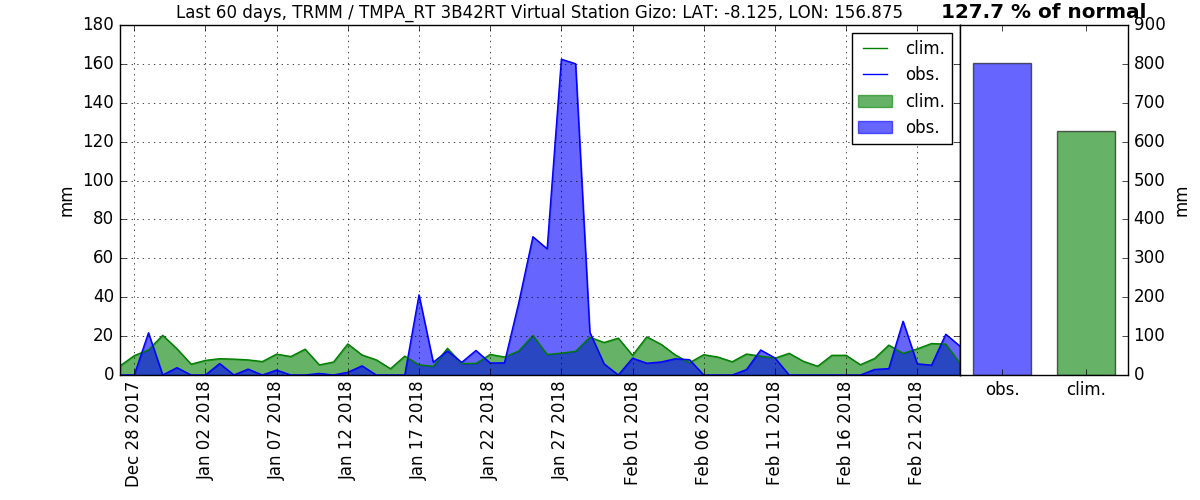 Last 60 days, TRMM / TMPA_RT 3B42RT Virtual Station Gizo: LAT: -8.125, LON: 156.875
127.7 % of normal
180
160
140
120
100
80
60
40
20
0
mm
clim.
obs.
clim.
obs.
900
800
700
600
500
400
300
200
100
0
mm
obs.
clim.
Dec 28 2017
Jan 02 2018
Jan 07 2018
Jan 12 2018
Jan 17 2018
Jan 22 2018
Jan 27 2018
Feb 01 2018
Feb 06 2018
Feb 11 2018
Feb 16 2018
Feb 21 2018